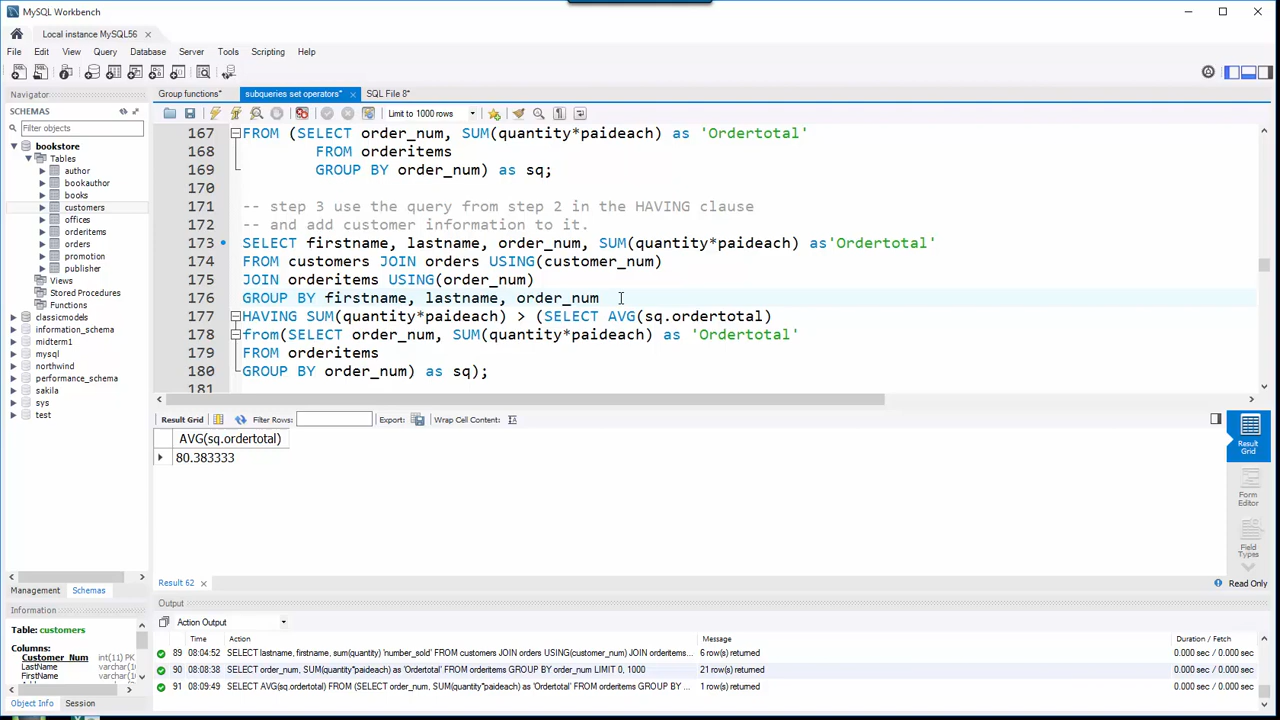 MySQL Workbench
Local instance MySQL56
File Edit View Query Database Server Tools Scripting Help
Navigator
SCHEMAS
Filter objects
bookstore
Tables
author
bookauthor
books
customers
offices
orderitems
orders
promotion
publisher
Views
Stored Procedures
Functions
classicmodels
information_schema
midterm1
mysql
northwind
performance_schema
sakila
sys
test
Management Schemas
Information
Table: customers
Columns:
Customer_Num int(11) PK
LastName varchar(1
FirstName varchar(1
Object Info Session
Group functions* subqueries set operators* SQL File 8*
Limit to 1000 rows
167 FROM (SELECT order_num, SUM(quantity*paideach) as 'Ordertotal'
168 FROM orderitems
169 GROUP BY order_num) as sq;
170
171 -- step 3 use the query from step 2 in the HAVING clause
172 -- and add customer information to it.
173 SELECT firstname, lastname, order_num, SUM(quantity*paideach) as'Ordertotal'
174 FROM customers JOIN orders USING(customer_num)
175 JOIN orderitems USING(order_num)
176 GROUP BY firstname, lastname, order_num
177 HAVING SUM(quantity*paideach) > (SELECT AVG(sq.ordertotal)
178 from(SELECT order_num, SUM(quantity*paideach) as 'Ordertotal'
179 FROM orderitems
180 GROUP BY order_num) as sq);
181
Result Grid Filter Rows: Export: Wrap Cell Content:
AVG(sq.ordertotal)
80.383333
Result Grid
Form Editor
Field Types
Result 62
Read Only
Output
Action Output
Time Action Message Duration / Fetch
89 08:04:52 SELECT lastname, firstname, sum(quantity) 'number_sold' FROM customers JOIN orders USING(customer_num) JOIN orderitems... 6 row(s) returned 0.000 sec / 0.000 sec
90 08:08:38 SELECT order_num, SUM(quantity*paideach) as 'Ordertotal' FROM orderitems GROUP BY order_num LIMIT 0, 1000 21 row(s) returned 0.000 sec / 0.000 sec
91 08:09:49 SELECT AVG(sq.ordertotal) FROM (SELECT order_num, SUM(quantity*paideach) as 'Ordertotal' FROM orderitems GROUP BY ... 1 row(s) returned 0.000 sec / 0.000 sec